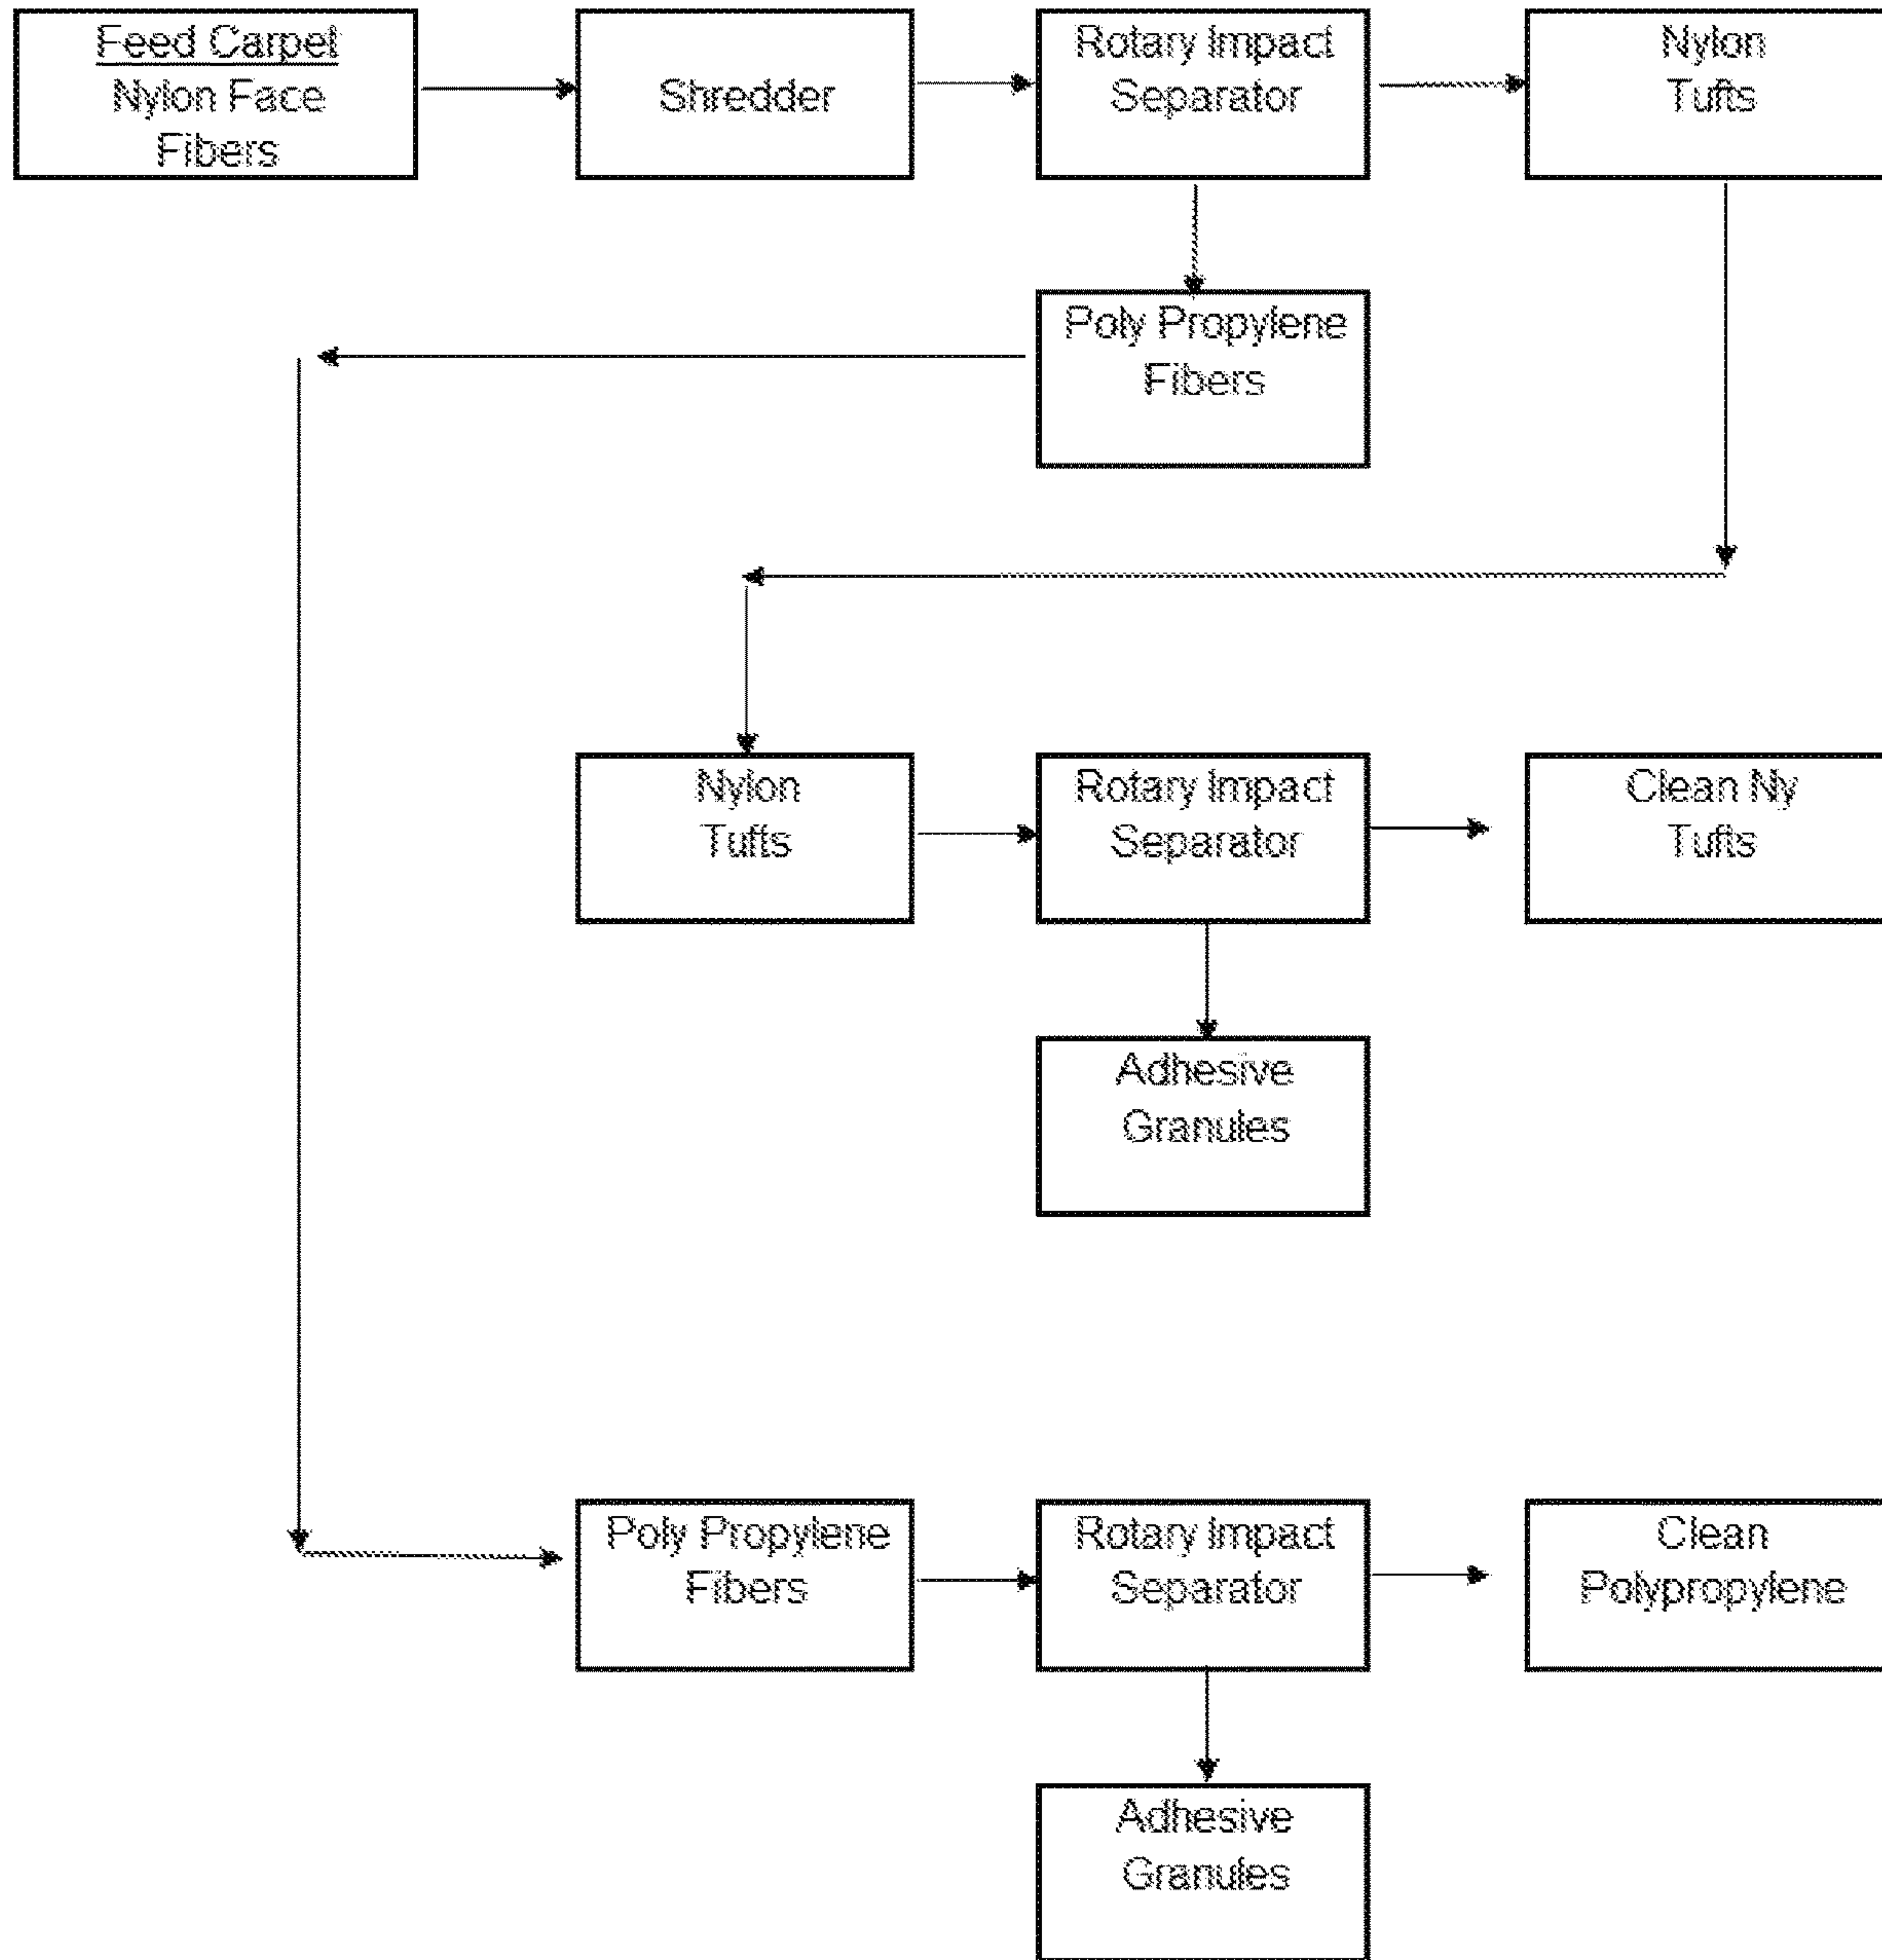 Feed Carpet
Nylon Face
Fibers
Shredder
Rotary Impact
Separator
Nylon
Tufts
Poly Propylene
Fibers
Nylon
Tufts
Rotary Impact
Separator
Clean Ny
Tufts
Adhesive
Granules
Poly Propylene
Fibers
Rotary Impact
Separator
Clean
Polypropylene
Adhesive
Granules